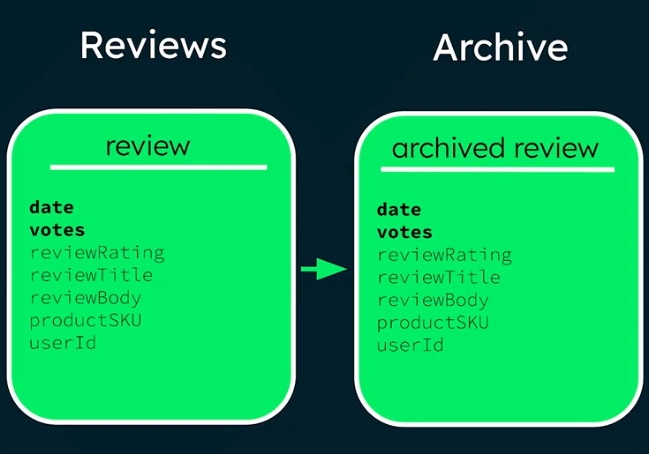 Reviews
Archive
review
date
votes
reviewRating
reviewTitle
reviewBody
productSKU
userId
archived review
date
votes
reviewRating
reviewTitle
reviewBody
productSKU
userId